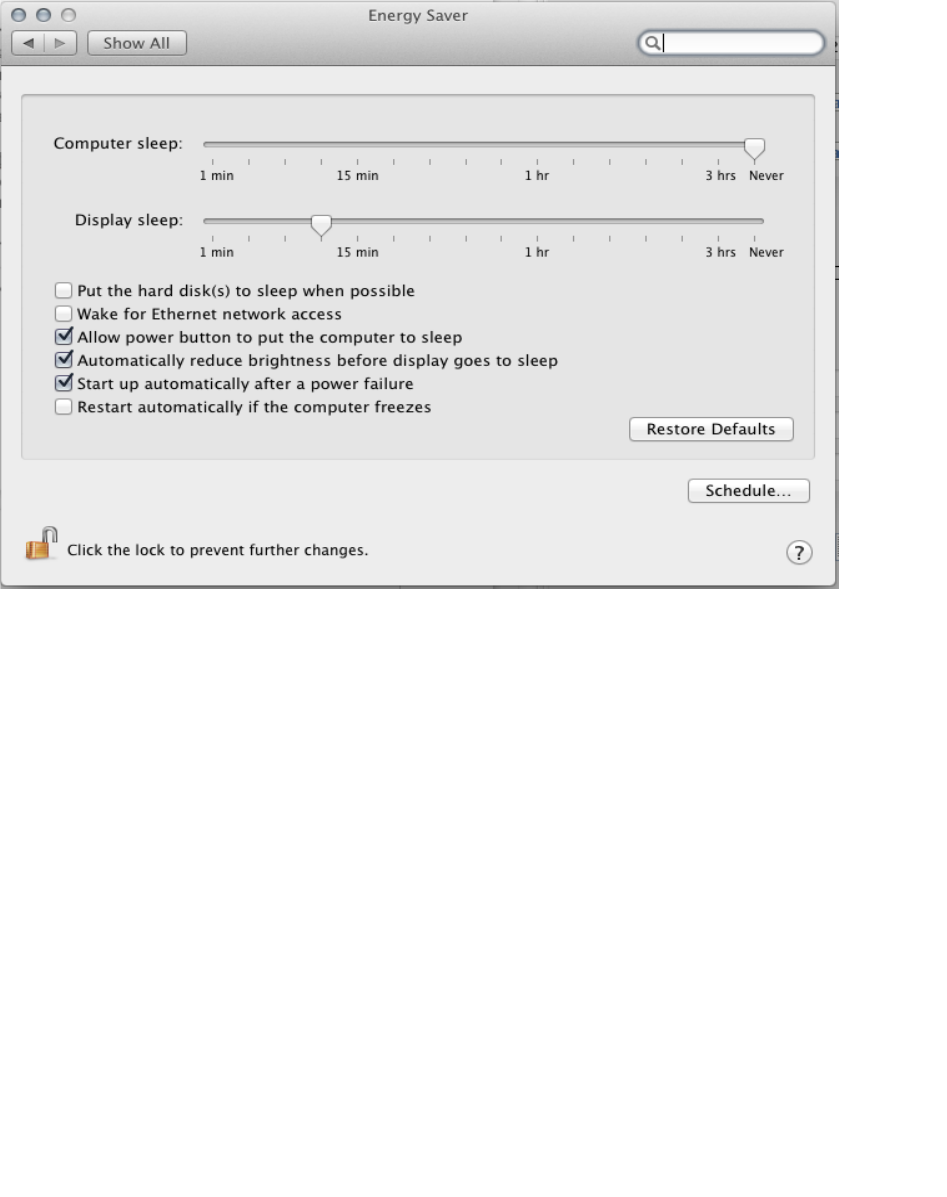 Energy Saver
Show All
Computer sleep:
1 min 15 min 1 hr 3 hrs Never
Display sleep:
1 min 15 min 1 hr 3 hrs Never
Put the hard disk(s) to sleep when possible
Wake for Ethernet network access
Allow power button to put the computer to sleep
Automatically reduce brightness before display goes to sleep
Start up automatically after a power failure
Restart automatically if the computer freezes
Restore Defaults
Schedule...
Click the lock to prevent further changes.
?